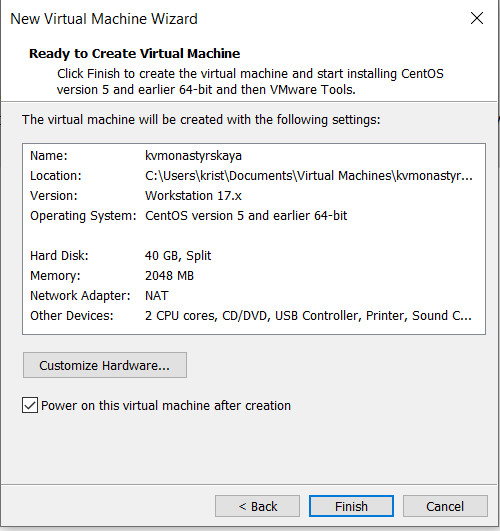 New Virtual Machine Wizard
Ready to Create Virtual Machine
Click Finish to create the virtual machine and start installing CentOS
version 5 and earlier 64-bit and then VMware Tools.
The virtual machine will be created with the following settings:
Name: kvmonastyrskaya
Location: C:\Users\krist\Documents\Virtual Machines\kvmonastyr...
Version: Workstation 17.x
Operating System: CentOS version 5 and earlier 64-bit
Hard Disk: 40 GB, Split
Memory: 2048 MB
Network Adapter: NAT
Other Devices: 2 CPU cores, CD/DVD, USB Controller, Printer, Sound C...
Customize Hardware...
Power on this virtual machine after creation
< Back Finish Cancel